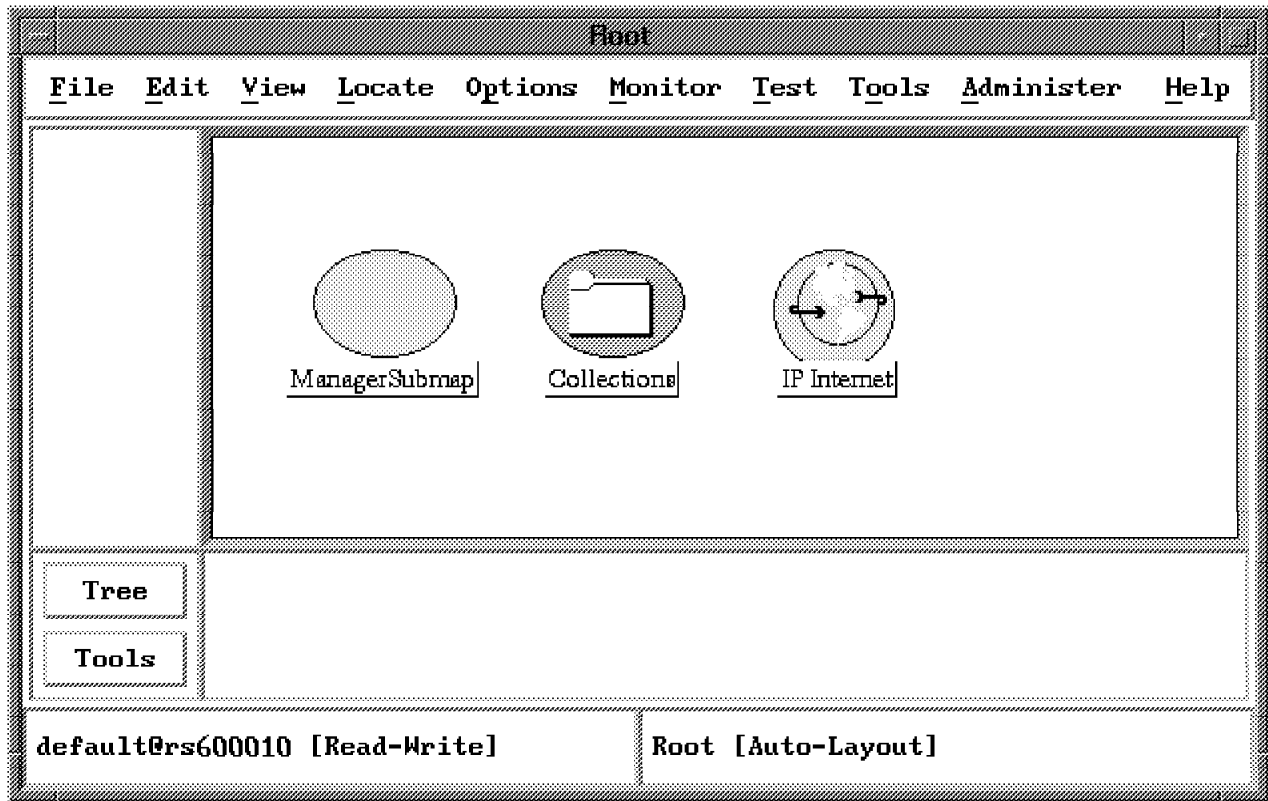 Root
File Edit View Locate Options Monitor Test Tools Administer Help
ManagerSubmap Collections IP Internet
Tree
Tools
default@rs600010 [Read-Write] Root [Auto-Layout]